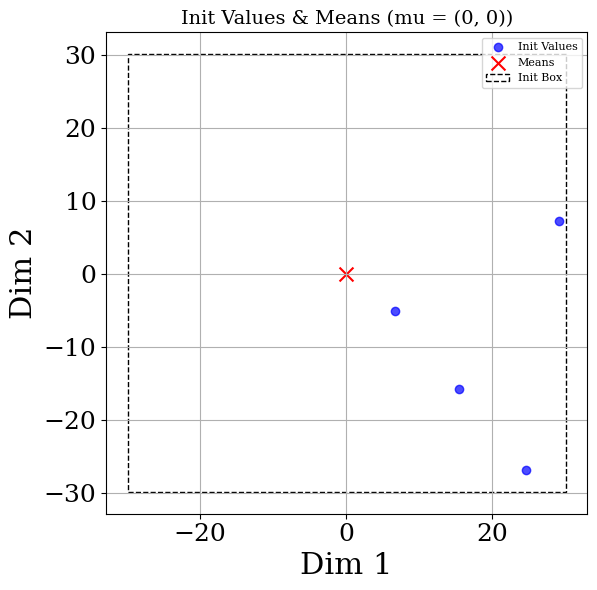 Init Values & Means (mu = (0, 0))
Init Values
Means
Init Box
30
20
10
0
−10
−20
−30
Dim 2
−20
0
20
Dim 1